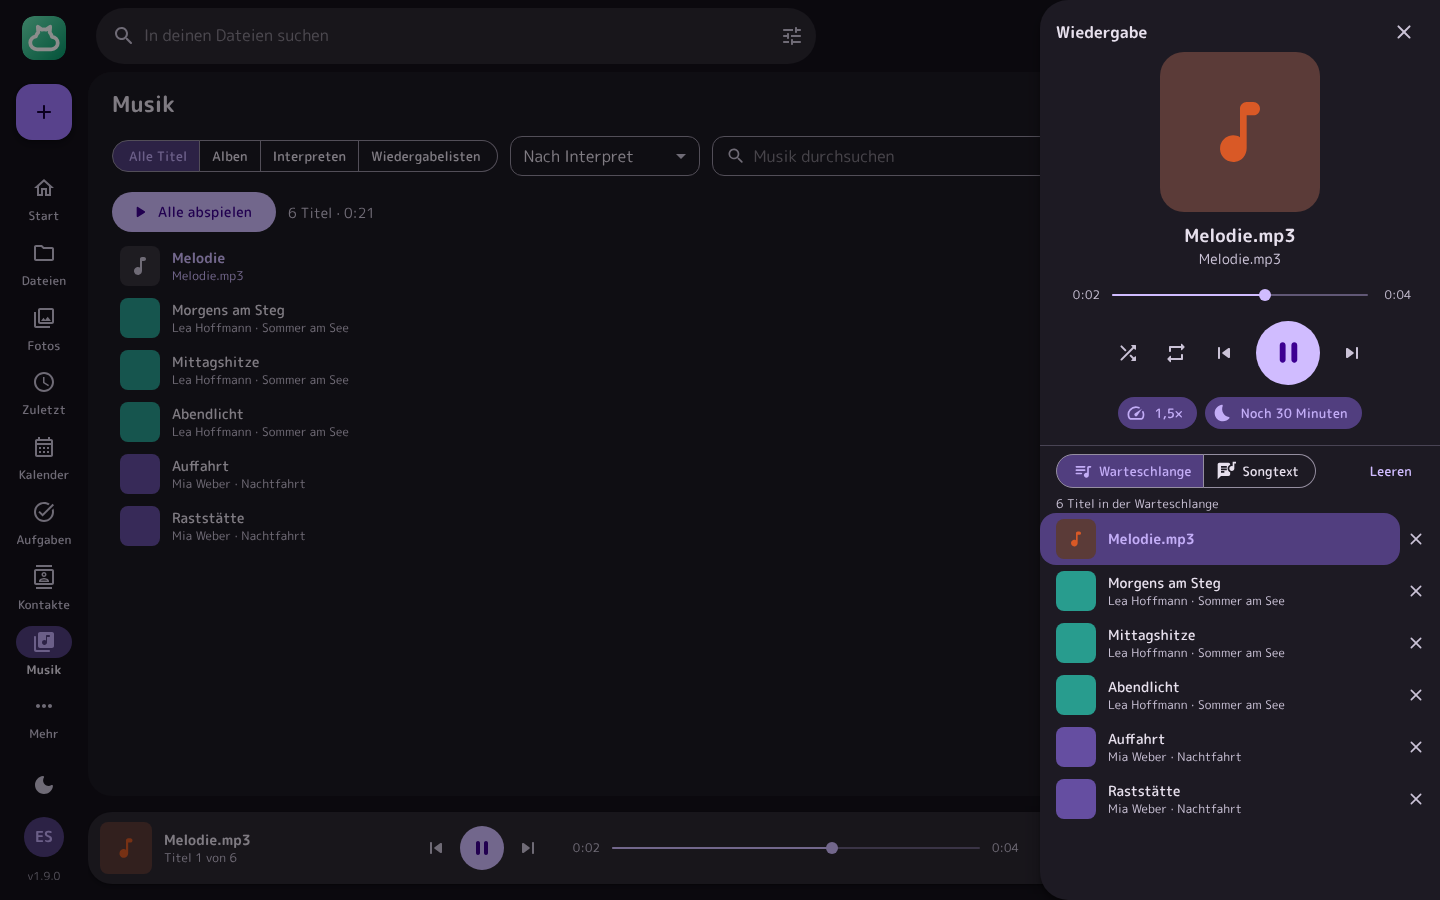 In deinen Dateien suchen
Musik
Alle Titel
Alben
Interpreten
Wiedergabelisten
Nach Interpret
Musik durchsuchen
Alle abspielen
6 Titel · 0:21
Melodie
Melodie.mp3
Morgens am Steg
Lea Hoffmann · Sommer am See
Mittagshitze
Lea Hoffmann · Sommer am See
Abendlicht
Lea Hoffmann · Sommer am See
Auffahrt
Mia Weber · Nachtfahrt
Raststätte
Mia Weber · Nachtfahrt
Start
Dateien
Fotos
Zuletzt
Kalender
Aufgaben
Kontakte
Musik
Mehr
ES
v1.9.0
Melodie.mp3
Titel 1 von 6
0:02
0:04
Wiedergabe
Melodie.mp3
Melodie.mp3
0:02
0:04
1,5×
Noch 30 Minuten
Warteschlange
Songtext
Leeren
6 Titel in der Warteschlange
Melodie.mp3
Morgens am Steg
Lea Hoffmann · Sommer am See
Mittagshitze
Lea Hoffmann · Sommer am See
Abendlicht
Lea Hoffmann · Sommer am See
Auffahrt
Mia Weber · Nachtfahrt
Raststätte
Mia Weber · Nachtfahrt